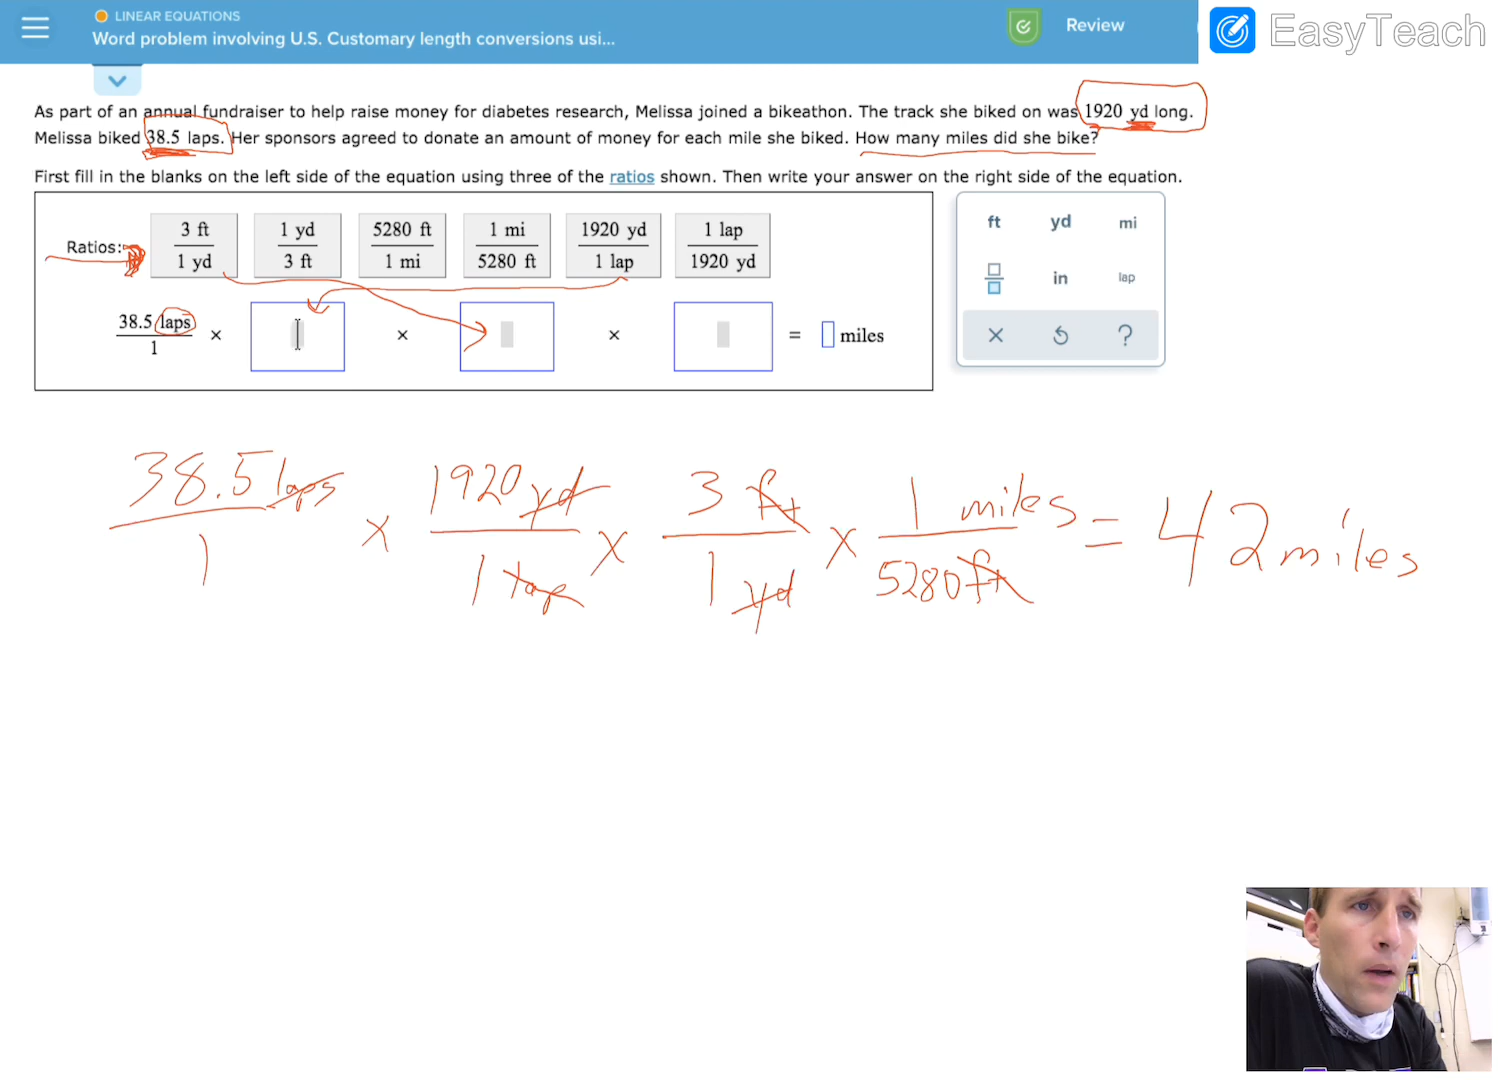 LINEAR EQUATIONS
Word problem involving U.S. Customary length conversions usi...
Review
EasyTeach
As part of an annual fundraiser to help raise money for diabetes research, Melissa joined a bikeathon. The track she biked on was 1920 yd long.
Melissa biked 38.5 laps. Her sponsors agreed to donate an amount of money for each mile she biked. How many miles did she bike?
First fill in the blanks on the left side of the equation using three of the ratios shown. Then write your answer on the right side of the equation.
Ratios: 3 ft / 1 yd 1 yd / 3 ft 5280 ft / 1 mi 1 mi / 5280 ft 1920 yd / 1 lap 1 lap / 1920 yd
38.5 laps / 1 × × × = miles
ft yd mi
in lap
× ?
38.5 laps / 1 x 1920 yd / 1 lap x 3 ft / 1 yd x 1 miles / 5280 ft = 42 miles